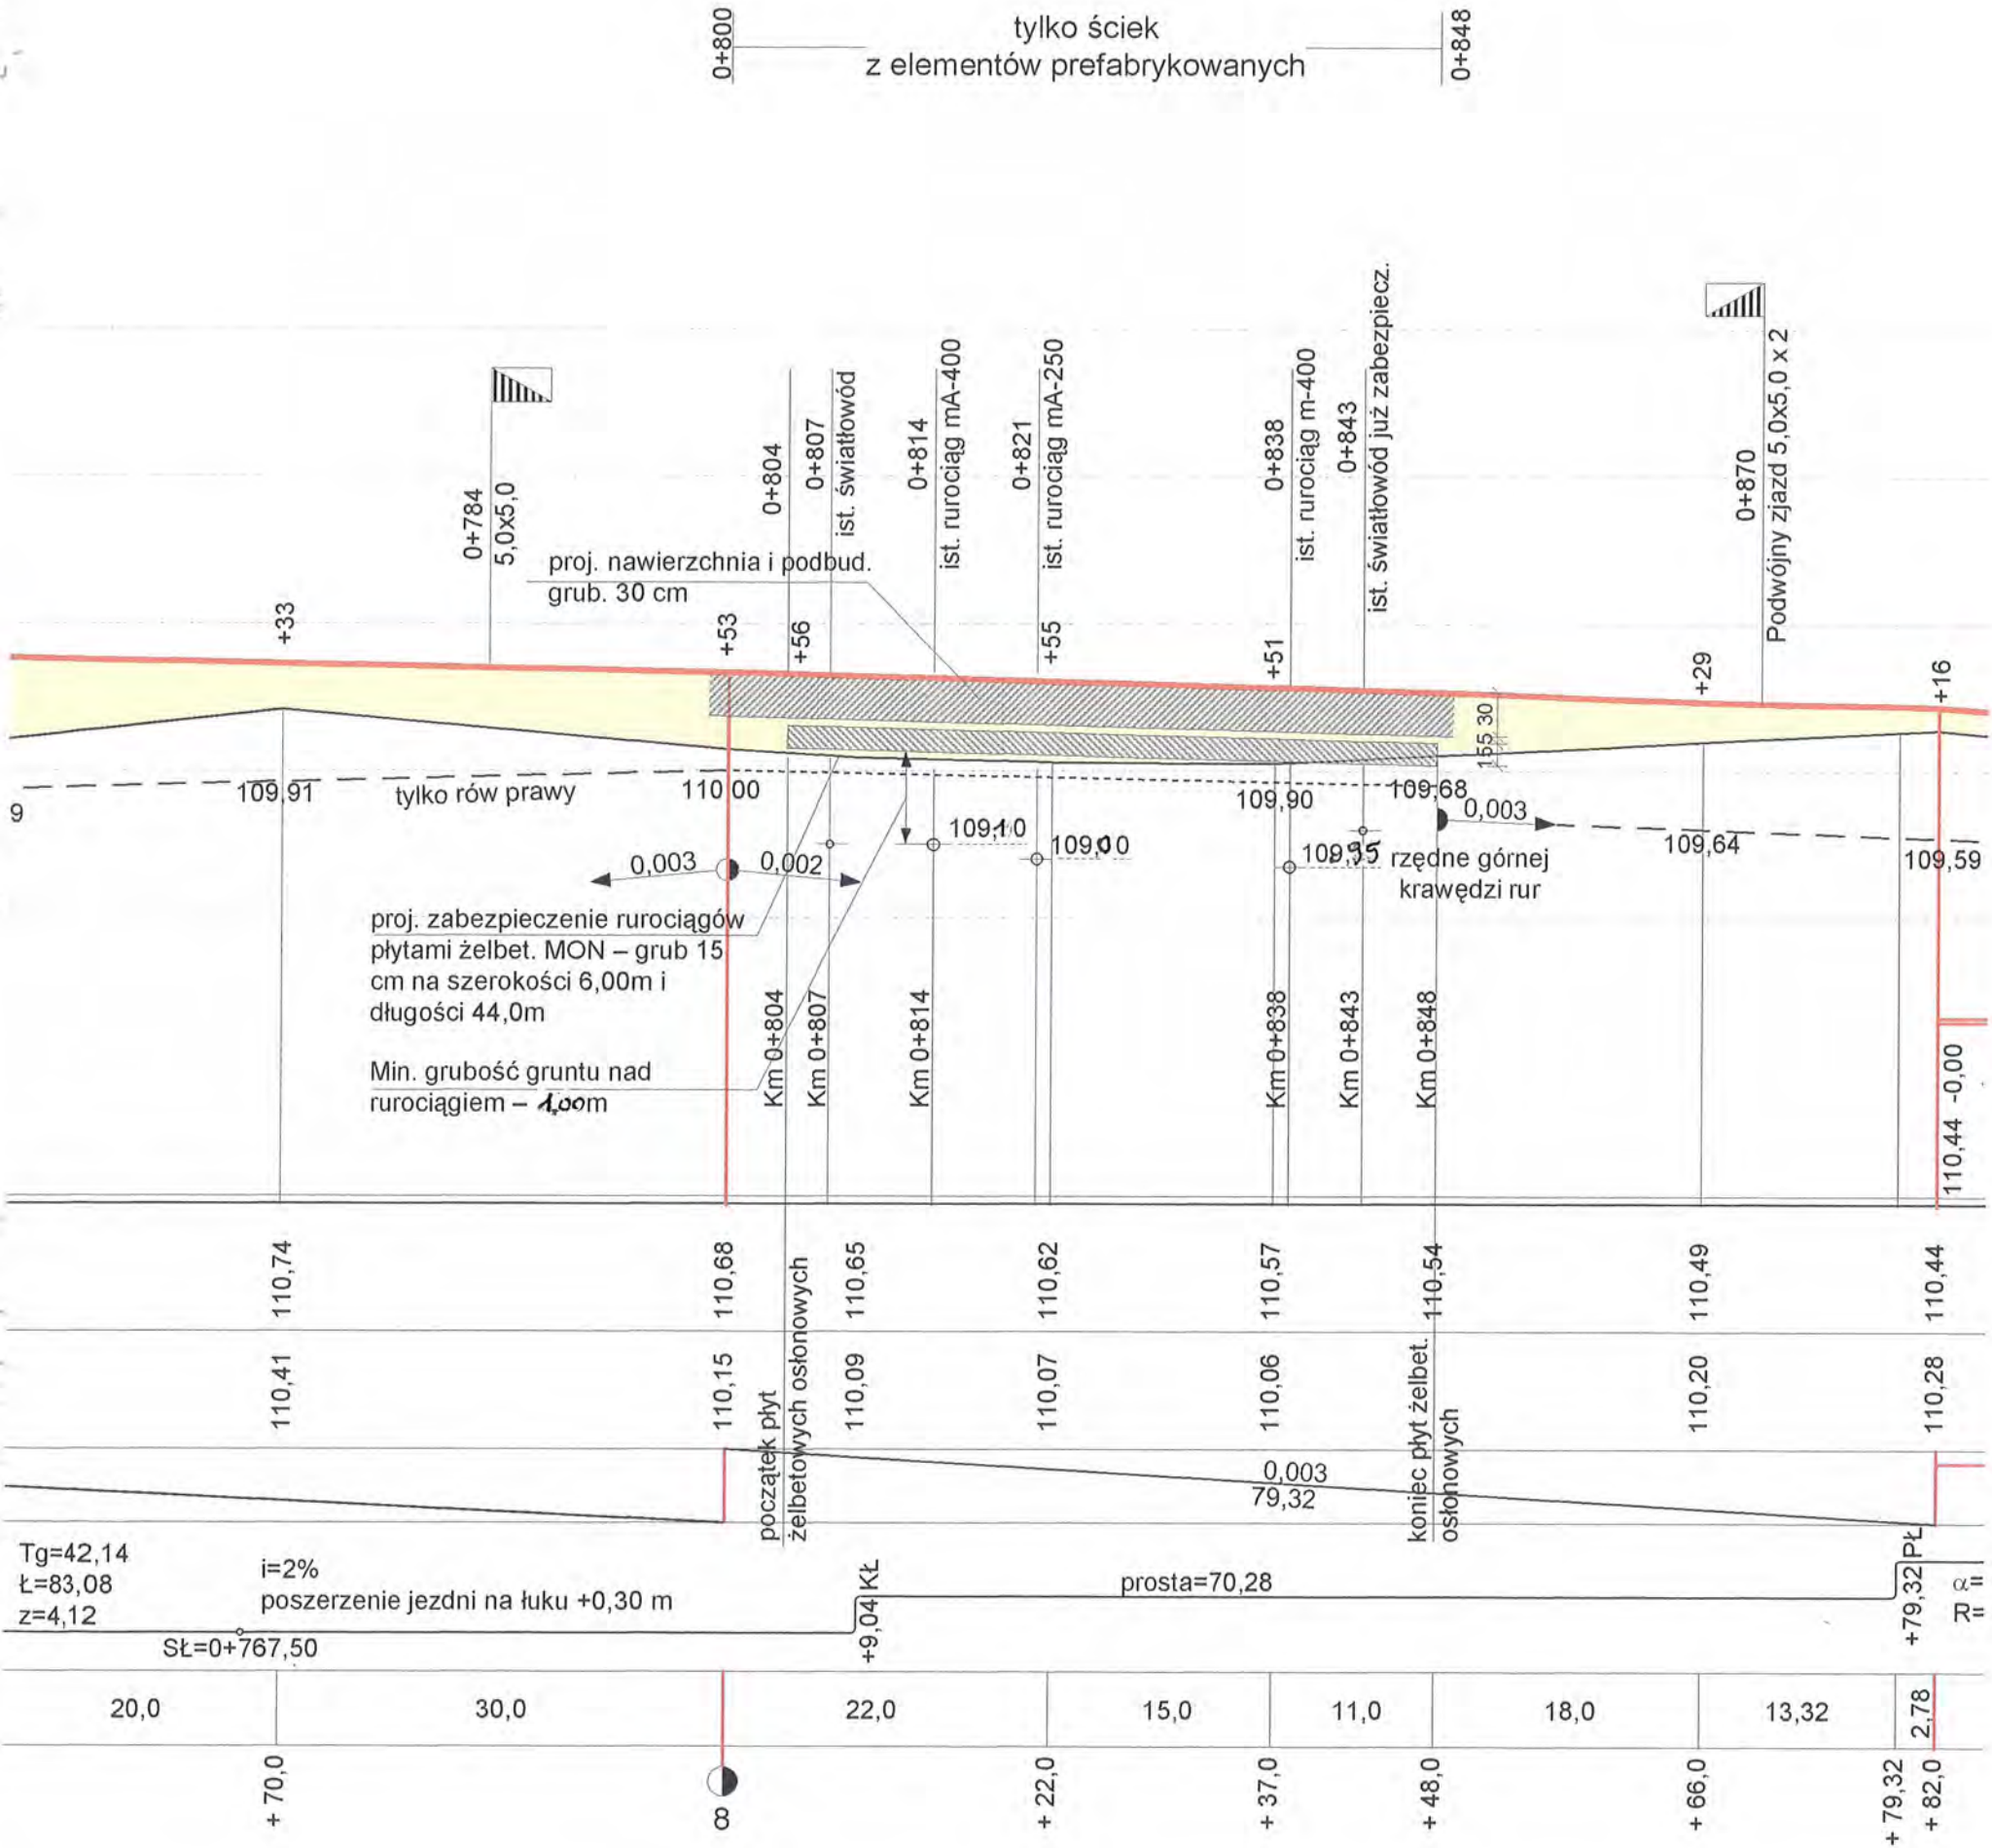 0+800
tylko ściek
z elementów prefabrykowanych
0+848
0+784
5,0x5,0
0+804
0+807
ist. światłowód
0+814
ist. rurociąg mA-400
0+821
ist. rurociąg mA-250
0+838
ist. rurociąg m-400
0+843
ist. światłowód już zabezpiecz.
0+870
Podwójny zjazd 5,0x5,0 x 2
proj. nawierzchnia i podbud.
grub. 30 cm
+33
+53
+56
+55
+51
+29
+16
30
5
15
9
109,91
tylko rów prawy
110,00
109,90
109,68
0,003
109,64
109,59
0,003
0,002
109,10
109,00
rzędne górnej
krawędzi rur
proj. zabezpieczenie rurociągów
płytami żelbet. MON – grub 15
cm na szerokości 6,00m i
długości 44,0m
Min. grubość gruntu nad
rurociągiem – 1,00m
Km 0+804
Km 0+807
Km 0+814
Km 0+838
Km 0+843
Km 0+848
110,44 -0,00
110,74
110,68
110,65
110,62
110,57
110,54
110,49
110,44
110,41
110,15
110,09
110,07
110,06
110,20
110,28
początek płyt
żelbetowych osłonowych
koniec płyt żelbet.
osłonowych
0,003
79,32
Tg=42,14
Ł=83,08
z=4,12
i=2%
poszerzenie jezdni na łuku +0,30 m
SŁ=0+767,50
+9,04 KŁ
prosta=70,28
+79,32 PŁ
α=
R=
20,0
30,0
22,0
15,0
11,0
18,0
13,32
2,78
+ 70,0
8
+ 22,0
+ 37,0
+ 48,0
+ 66,0
+ 79,32
+ 82,0